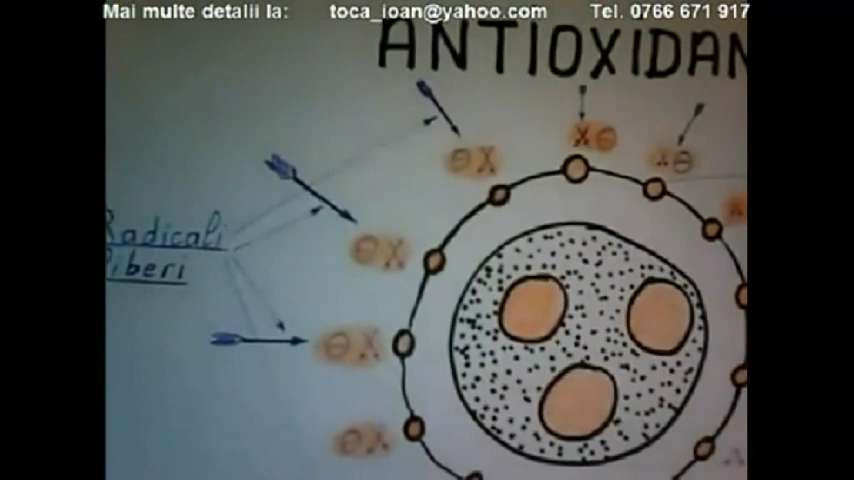 Mai multe detalii la: toca_ioan@yahoo.com Tel. 0766 671 917
ANTIOXIDAN
X Θ
Θ X
X Θ
Θ X
Radicali
liberi
Θ X
Θ X